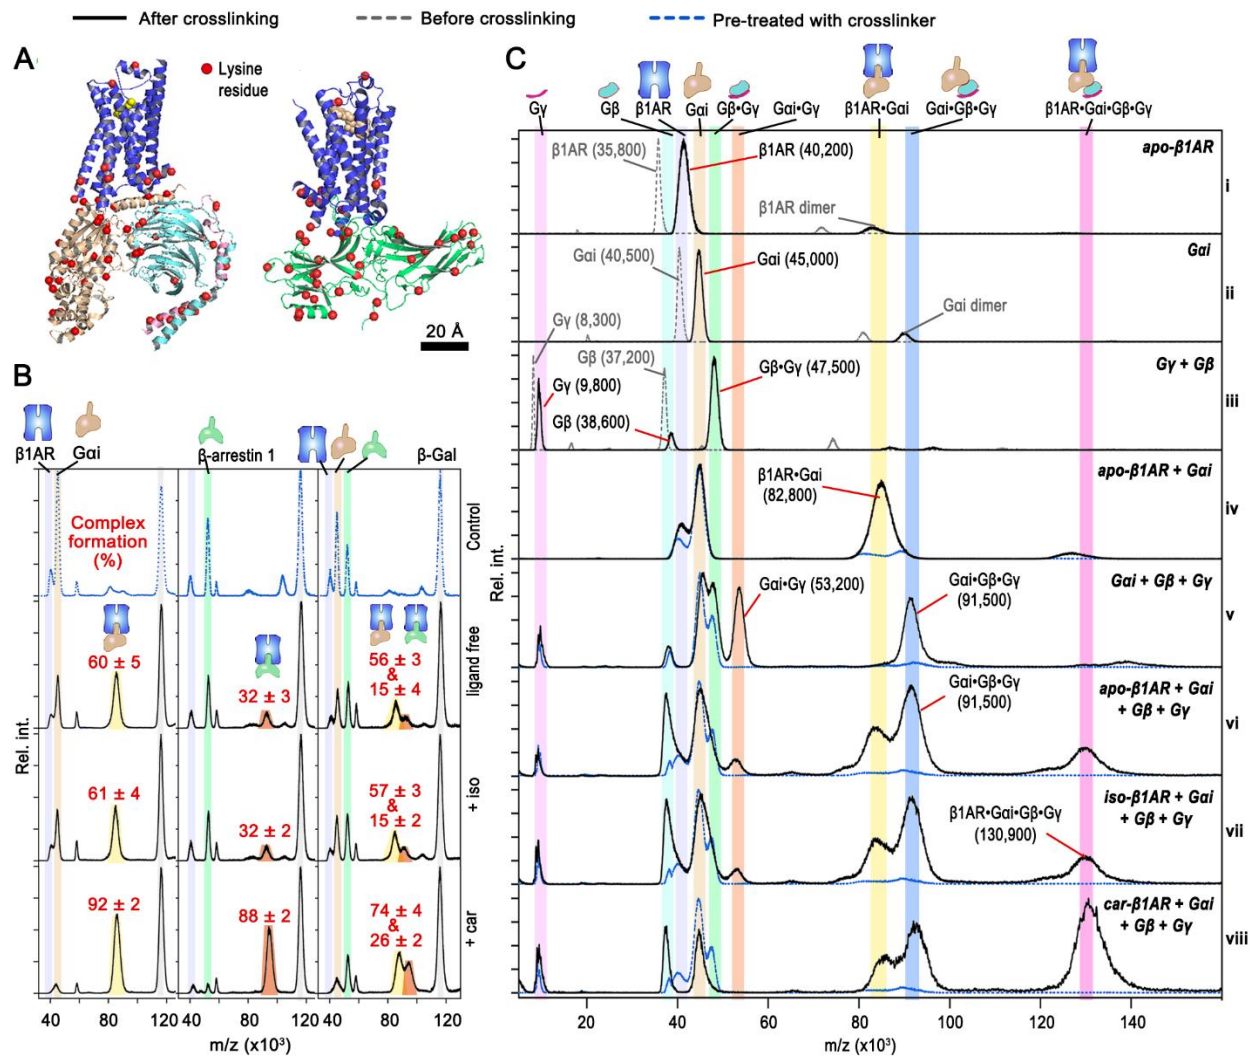 After crosslinking
Before crosslinking
Pre-treated with crosslinker
A
Lysine
residue
20 Å
B
β1AR
Gαi
β-arrestin 1
β-Gal
Complex
formation
(%)
Control
60 ± 5
32 ± 3
56 ± 3
&
15 ± 4
ligand free
61 ± 4
32 ± 2
57 ± 3
&
15 ± 2
+ iso
92 ± 2
88 ± 2
74 ± 4
&
26 ± 2
+ car
Rel. int.
40 80 120 40 80 120 40 80 120
m/z (x10³)
C
Gγ
Gβ
β1AR
Gαi
Gβ•Gγ
Gαi•Gγ
β1AR•Gαi
Gαi•Gβ•Gγ
β1AR•Gαi•Gβ•Gγ
β1AR (35,800)
β1AR (40,200)
β1AR dimer
apo-β1AR
i
Gαi
(40,500)
Gαi (45,000)
Gαi dimer
Gαi
ii
Gγ (8,300)
Gγ
(9,800)
Gβ
(37,200)
Gβ
(38,600)
Gβ•Gγ (47,500)
Gγ + Gβ
iii
β1AR•Gαi
(82,800)
apo-β1AR + Gαi
iv
Gαi•Gγ (53,200)
Gαi•Gβ•Gγ
(91,500)
Gαi + Gβ + Gγ
v
Gαi•Gβ•Gγ
(91,500)
apo-β1AR + Gαi
+ Gβ + Gγ
vi
β1AR•Gαi•Gβ•Gγ
(130,900)
iso-β1AR + Gαi
+ Gβ + Gγ
vii
car-β1AR + Gαi
+ Gβ + Gγ
viii
Rel. int.
20 40 60 80 100 120 140
m/z (x10³)